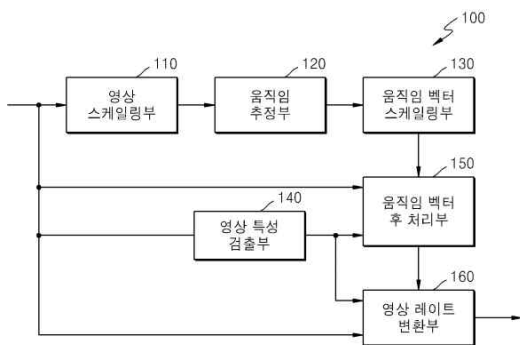 100
110
영상
스케일링부
120
움직임
추정부
130
움직임 벡터
스케일링부
150
움직임 벡터
후 처리부
140
영상 특성
검출부
160
영상 레이트
변환부